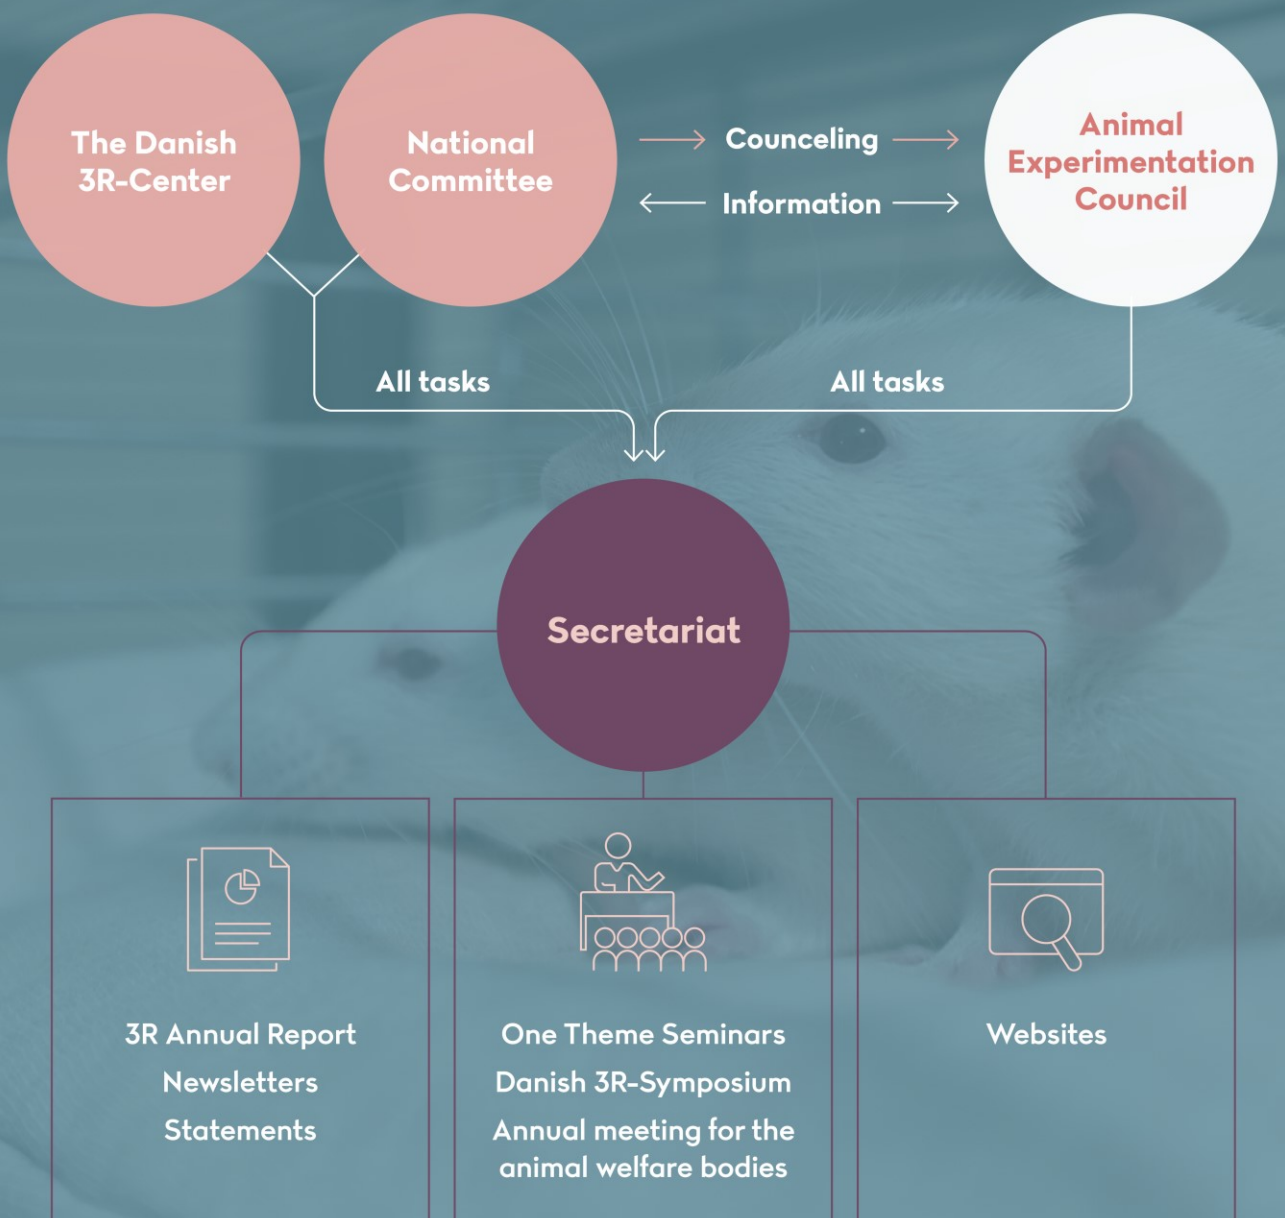 The Danish
3R-Center
National
Committee
Counceling
Information
Animal
Experimentation
Council
All tasks
All tasks
Secretariat
3R Annual Report
Newsletters
Statements
One Theme Seminars
Danish 3R-Symposium
Annual meeting for the
animal welfare bodies
Websites